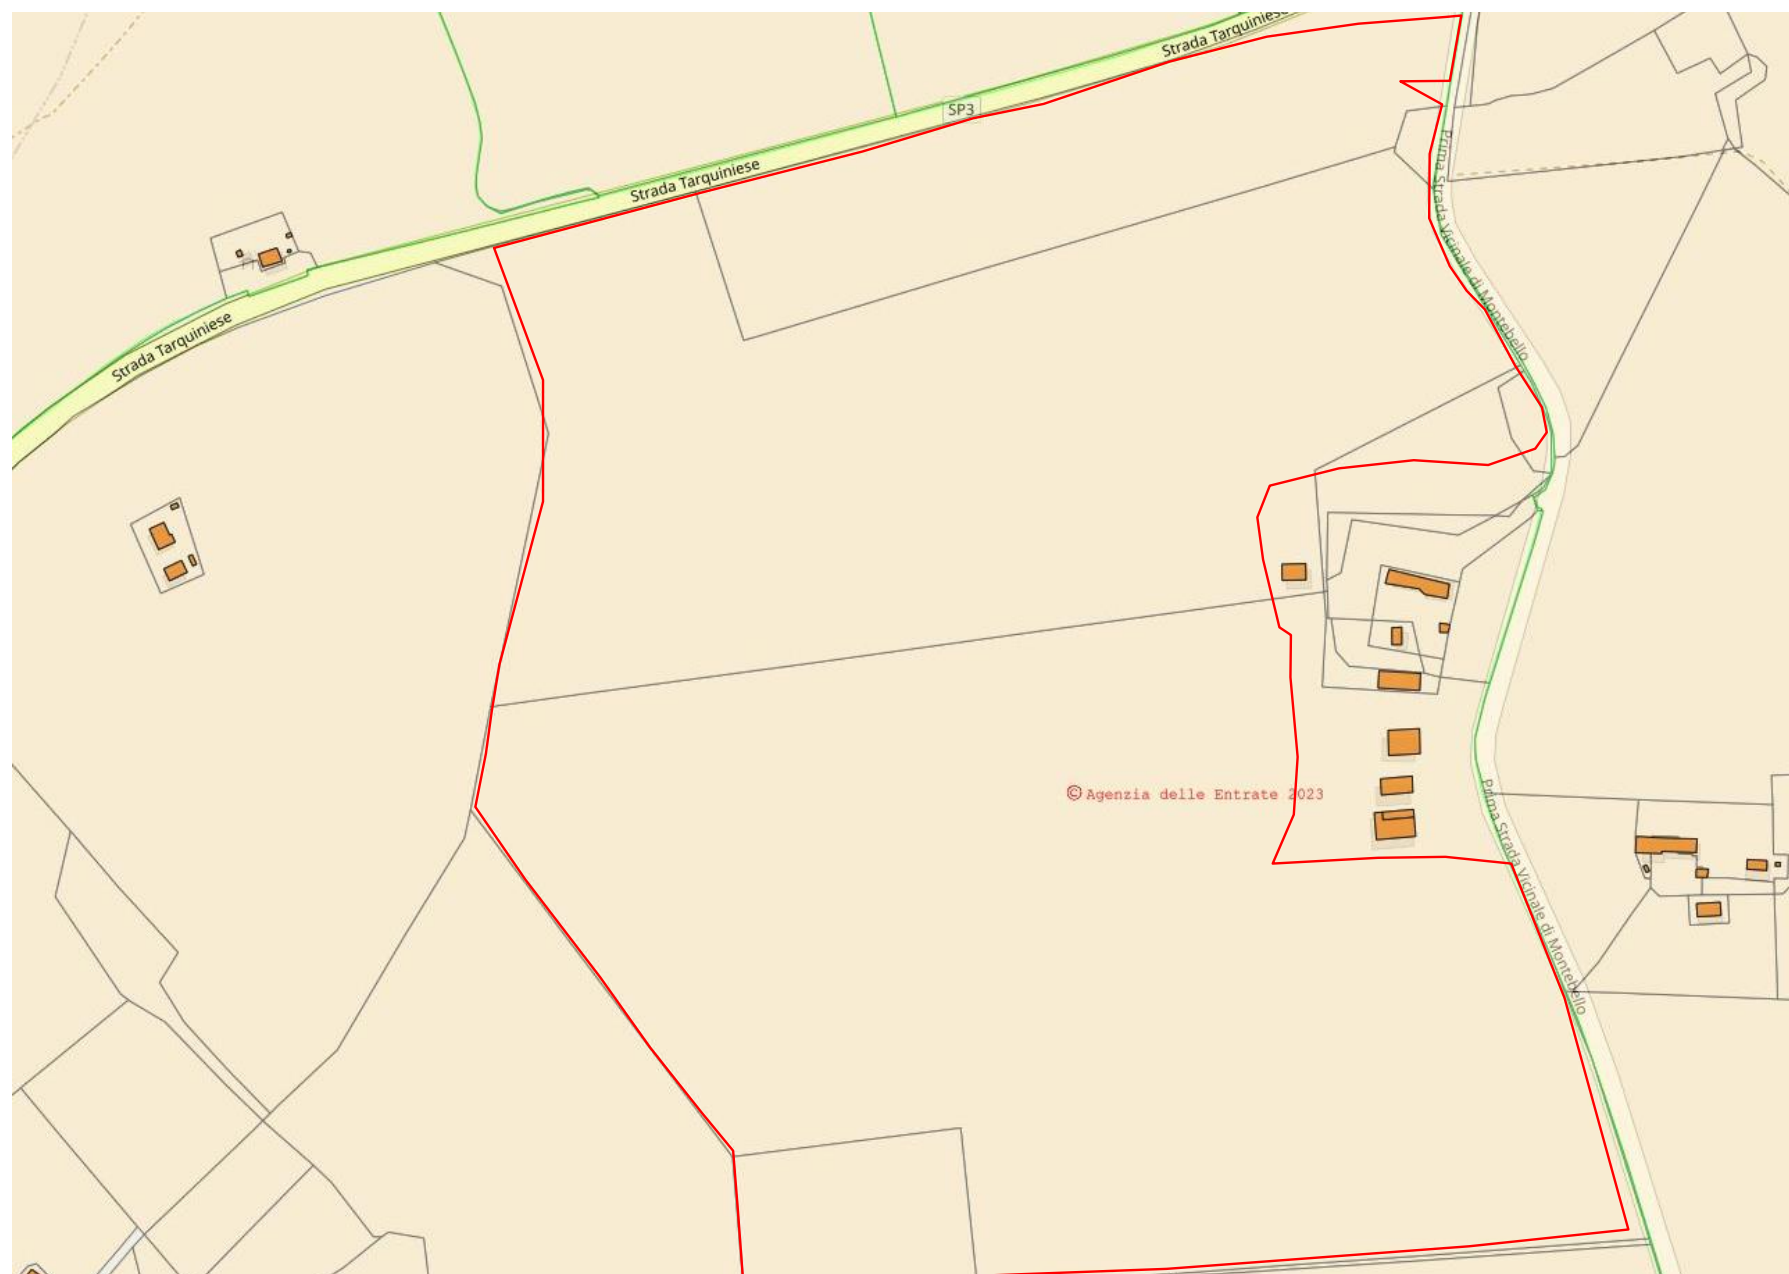 Strada Tarquiniese
SP3
Strada Tarquiniese
Prima Strada Vicinale di Montebello
Strada Tarquiniese
© Agenzia delle Entrate 2023
Prima Strada Vicinale di Montebello